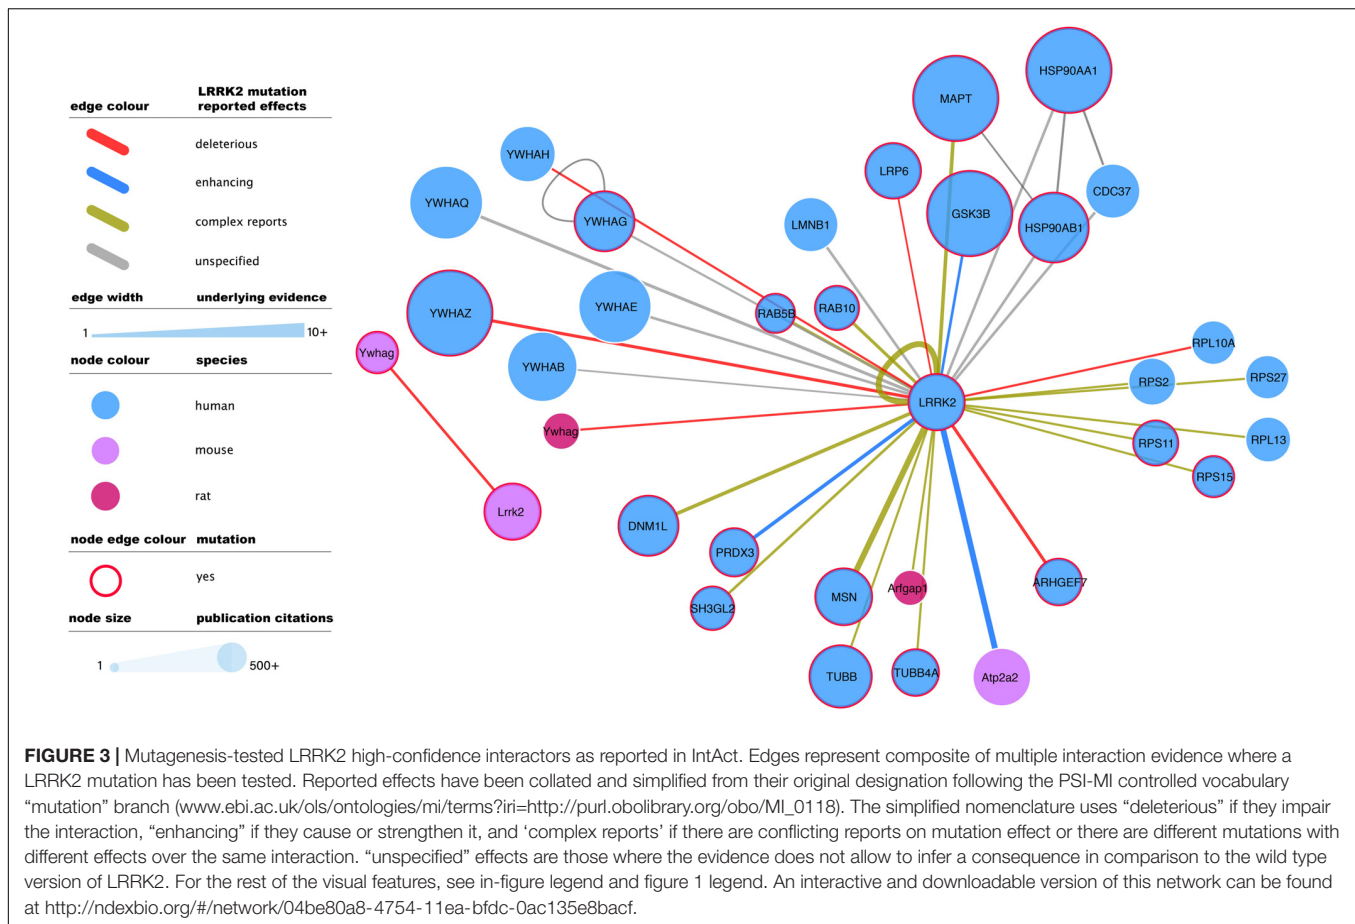 edge colour
LRRK2 mutation
reported effects
deleterious
enhancing
complex reports
unspecified
edge width
underlying evidence
1
10+
node colour
species
human
mouse
rat
node edge colour
mutation
yes
node size
publication citations
1
500+
HSP90AA1
MAPT
YWHAH
LRP6
CDC37
YWHAQ
YWHAG
LMNB1
GSK3B
HSP90AB1
YWHAZ
YWHAE
RAB5B
RAB10
RPL10A
Ywhag
YWHAB
RPS2
RPS27
LRRK2
Ywhag
RPS11
RPL13
RPS15
Lrrk2
DNM1L
PRDX3
MSN
Arfgap1
ARHGEF7
SH3GL2
TUBB
TUBB4A
Atp2a2
FIGURE 3 | Mutagenesis-tested LRRK2 high-confidence interactors as reported in IntAct. Edges represent composite of multiple interaction evidence where a
LRRK2 mutation has been tested. Reported effects have been collated and simplified from their original designation following the PSI-MI controlled vocabulary
“mutation” branch (www.ebi.ac.uk/ols/ontologies/mi/terms?iri=http://purl.obolibrary.org/obo/MI_0118). The simplified nomenclature uses “deleterious” if they impair
the interaction, “enhancing” if they cause or strengthen it, and ‘complex reports’ if there are conflicting reports on mutation effect or there are different mutations with
different effects over the same interaction. “unspecified” effects are those where the evidence does not allow to infer a consequence in comparison to the wild type
version of LRRK2. For the rest of the visual features, see in-figure legend and figure 1 legend. An interactive and downloadable version of this network can be found
at http://ndexbio.org/#/network/04be80a8-4754-11ea-bfdc-0ac135e8bacf.